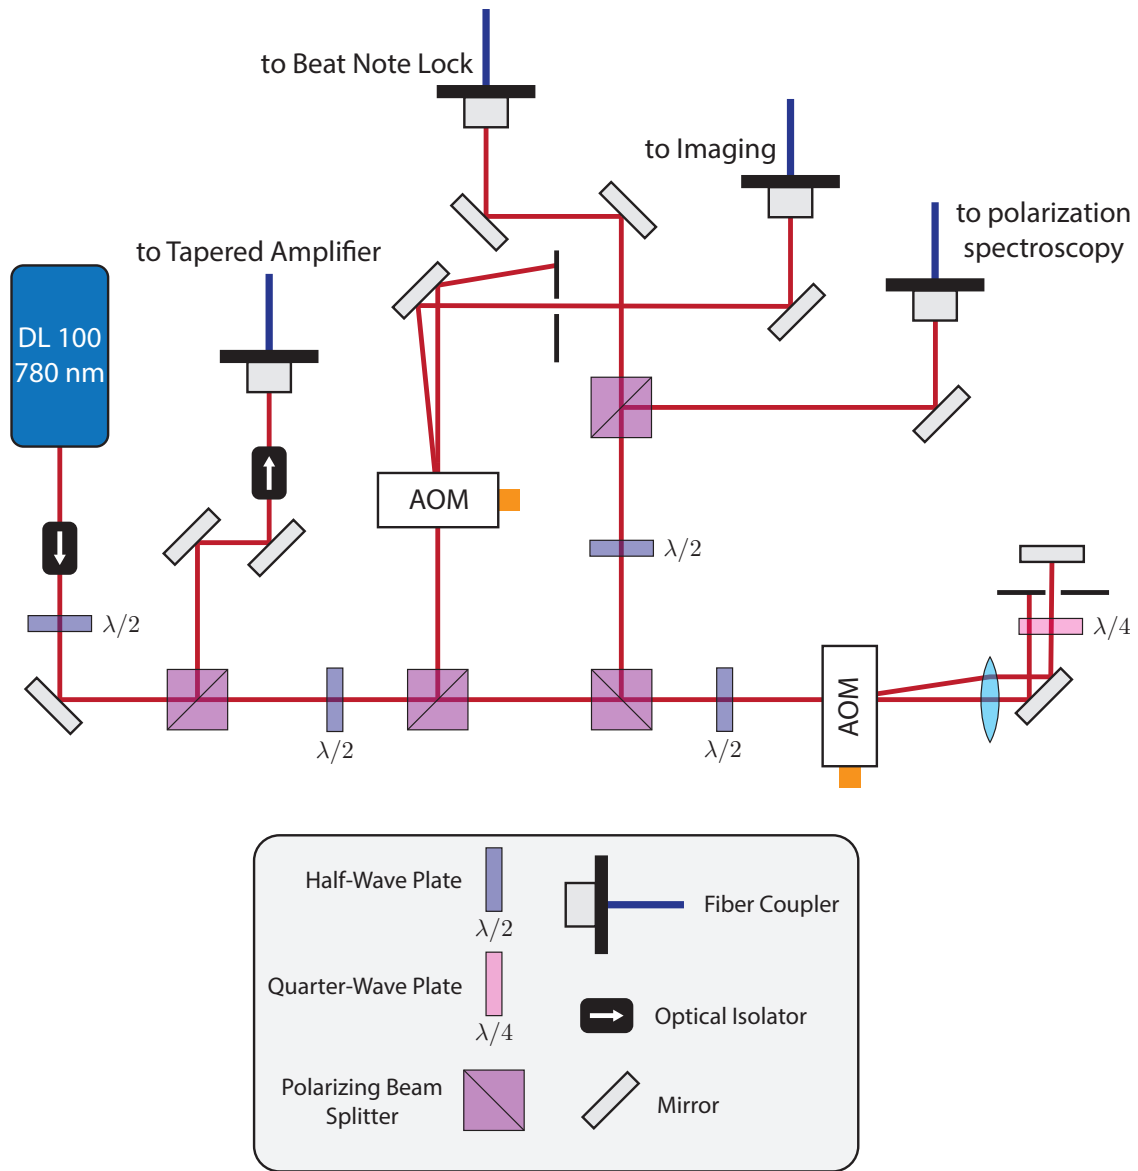 to Beat Note Lock
to Imaging
to polarization
spectroscopy
to Tapered Amplifier
DL 100
780 nm
AOM
λ/2
λ/2
λ/4
AOM
λ/2
λ/2
Half-Wave Plate
λ/2
Fiber Coupler
Quarter-Wave Plate
λ/4
Optical Isolator
Polarizing Beam
Splitter
Mirror